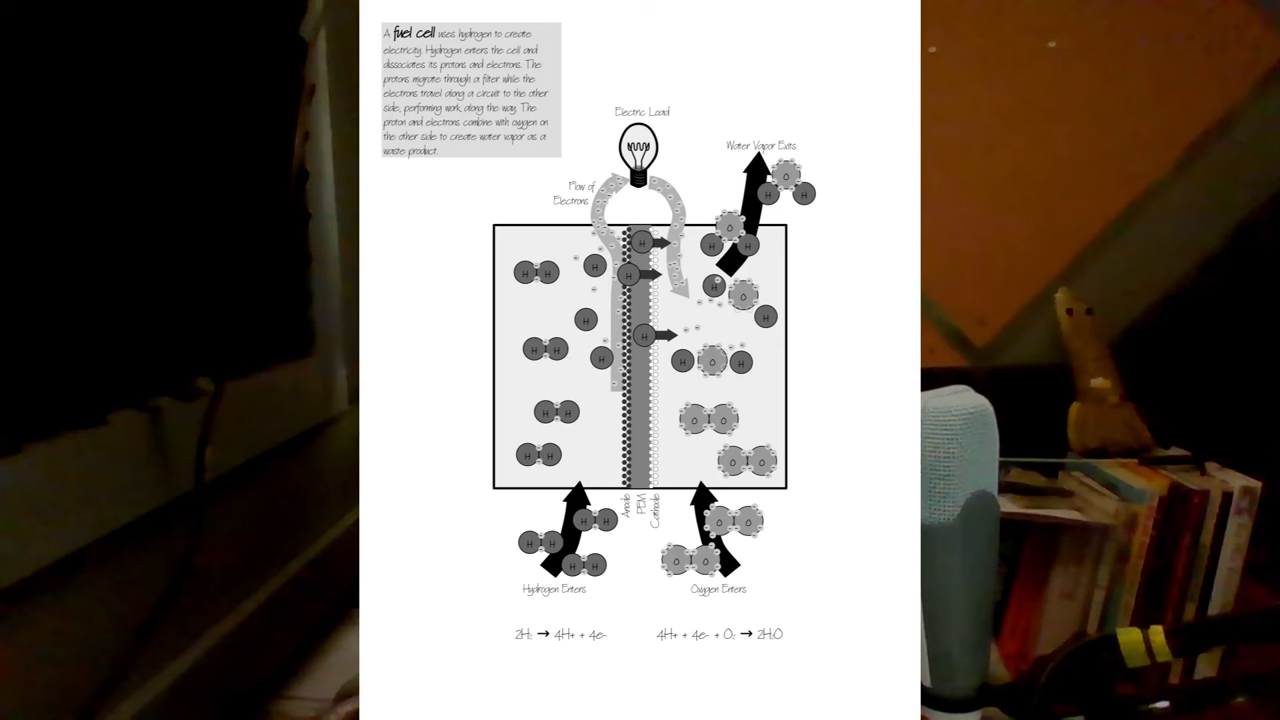 A fuel cell uses hydrogen to create
electricity. Hydrogen enters the cell and
dissociates its protons and electrons. The
protons migrate through a filter while the
electrons travel along a circuit to the other
side, performing work along the way. The
proton and electrons combine with oxygen on
the other side to create water vapor as a
waste product.
Electric Load
Water Vapor Exits
Flow of
Electrons
O
H H
O
H H
H
H
H
H H
H
H
O
H
H
H
H H
H
H O H
H H
O O
H H
O O
Anode
PEM
Cathode
H H
O O
H H
H H
O O
Hydrogen Enters
Oxygen Enters
2H₂ → 4H+ + 4e-
4H+ + 4e- + O₂ → 2H₂O